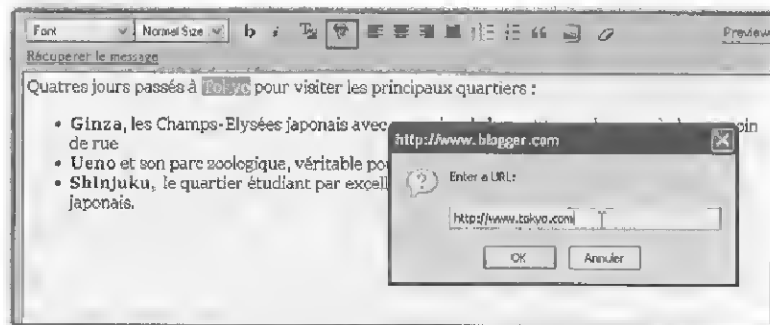 Font Normal Size b i T Preview
Récuperer le message
Quatres jours passés à Tokyo pour visiter les principaux quartiers :
• Ginza, les Champs-Elysées japonais avec
de rue
• Ueno et son parc zoologique, véritable
• Shinjuku, le quartier étudiant par
japonais.
http://www.blogger.com
Enter a URL:
http://www.tokyo.com
OK Annuler